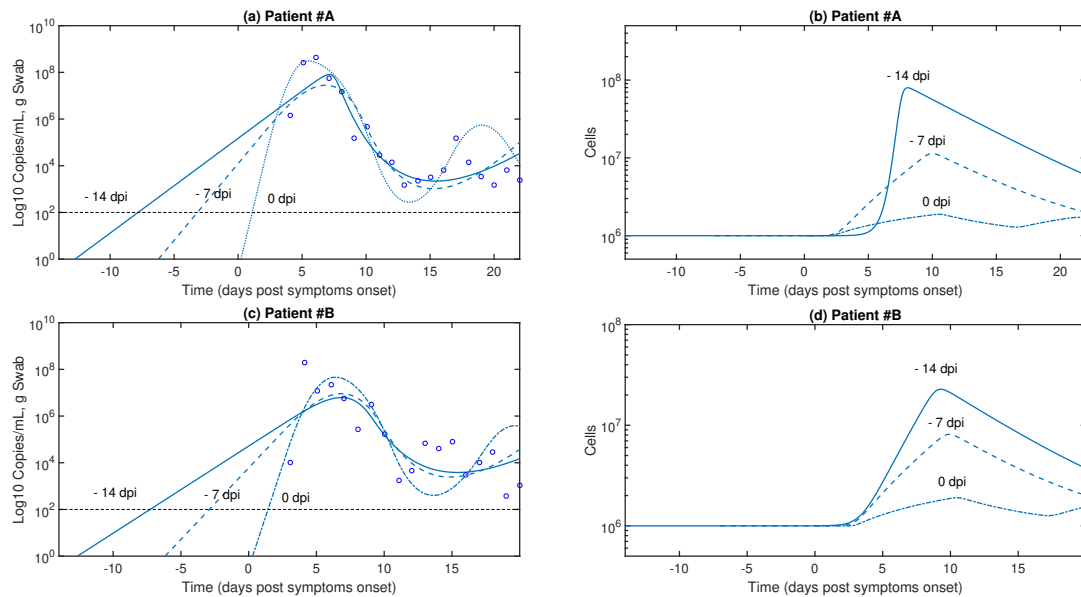 (a) Patient #A
Log10 Copies/mL, g Swab
10^10
10^8
10^6
10^4
10^2
10^0
- 14 dpi
- 7 dpi
0 dpi
-10 -5 0 5 10 15 20
Time (days post symptoms onset)
(b) Patient #A
Cells
10^8
10^7
10^6
- 14 dpi
- 7 dpi
0 dpi
-10 -5 0 5 10 15 20
Time (days post symptoms onset)
(c) Patient #B
Log10 Copies/mL, g Swab
10^10
10^8
10^6
10^4
10^2
10^0
- 14 dpi
- 7 dpi
0 dpi
-10 -5 0 5 10 15
Time (days post symptoms onset)
(d) Patient #B
Cells
10^8
10^7
10^6
- 14 dpi
- 7 dpi
0 dpi
-10 -5 0 5 10 15 20
Time (days post symptoms onset)